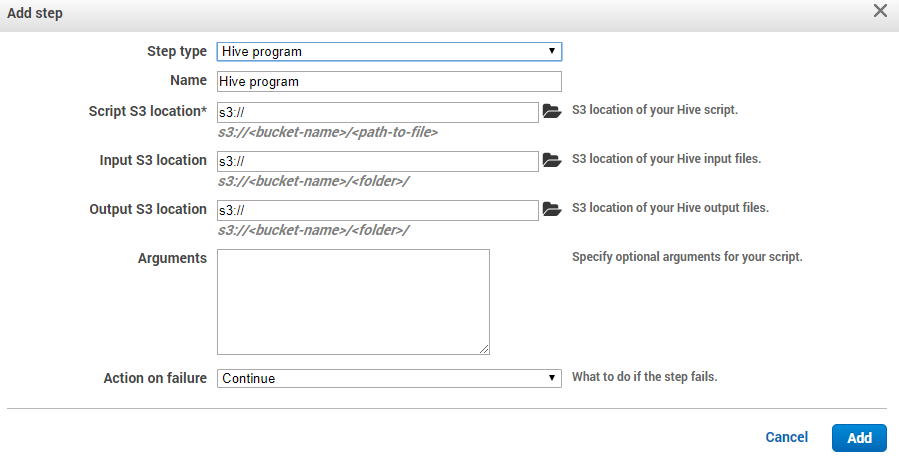 Add step
Step type Hive program
Name Hive program
Script S3 location* s3:// S3 location of your Hive script.
s3://<bucket-name>/<path-to-file>
Input S3 location s3:// S3 location of your Hive input files.
s3://<bucket-name>/<folder>/
Output S3 location s3:// S3 location of your Hive output files.
s3://<bucket-name>/<folder>/
Arguments Specify optional arguments for your script.
Action on failure Continue What to do if the step fails.
Cancel Add